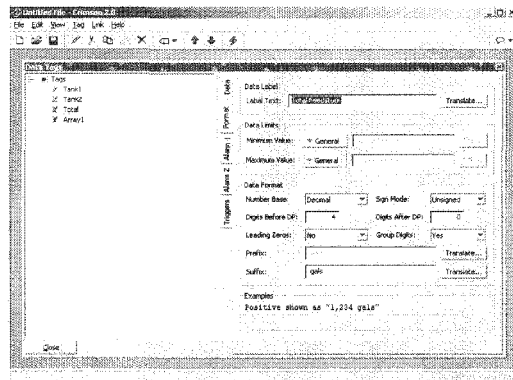 Untitled File - Crimson 2.0
File Edit View Tag Link Help
Data Tags
Tags
Tank1
Tank2
Total
Array1
Data
Format
Alarm 1
Alarm 2
Triggers
Data Label
Label Text:
Translate...
Data Limits
Minimum Value: General
Maximum Value: General
Data Format
Number Base: Decimal Sign Mode: Unsigned
Digits Before DP: 4 Digits After DP: 0
Leading Zeros: No Group Digits: Yes
Prefix: Translate...
Suffix: gals Translate...
Examples
Positive shown as "1,234 gals"
Close